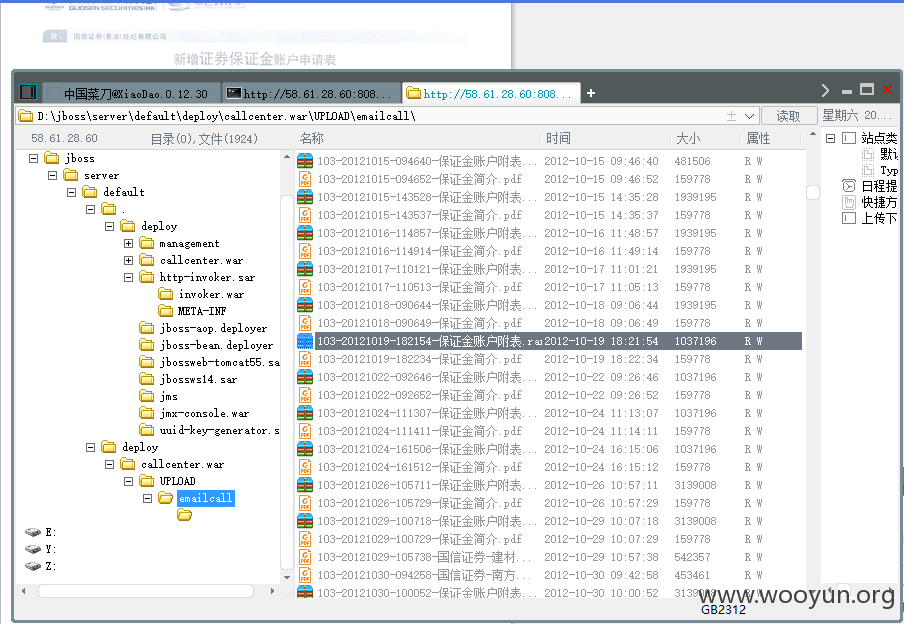 GUOSEN SECURITIES(HK)
国信证券(香港)经纪有限公司
新增证券保证金账户申请表
中国菜刀@XiaoDao.0.12.30
http://58.61.28.60:808...
http://58.61.28.60:808...
+
D:\jboss\server\default\deploy\callcenter.war\UPLOAD\emailcall\
读取
星期六 20...
58.61.28.60
目录(0),文件(1924)
名称 时间 大小 属性
jboss
server
default
.
deploy
management
callcenter.war
http-invoker.sar
invoker.war
META-INF
jboss-aop.deployer
jboss-bean.deployer
jbossweb-tomcat55.sa
jbossws14.sar
jms
jmx-console.war
uuid-key-generator.s
deploy
callcenter.war
UPLOAD
emailcall
E:
Y:
Z:
103-20121015-094640-保证金账户附表... 2012-10-15 09:46:40 481506 R W
103-20121015-094652-保证金简介.pdf 2012-10-15 09:46:52 159778 R W
103-20121015-143528-保证金账户附表... 2012-10-15 14:35:28 1939195 R W
103-20121015-143537-保证金简介.pdf 2012-10-15 14:35:37 159778 R W
103-20121016-114857-保证金账户附表... 2012-10-16 11:48:57 1939195 R W
103-20121016-114914-保证金简介.pdf 2012-10-16 11:49:14 159778 R W
103-20121017-110121-保证金账户附表... 2012-10-17 11:01:21 1939195 R W
103-20121017-110513-保证金简介.pdf 2012-10-17 11:05:13 159778 R W
103-20121018-090644-保证金账户附表... 2012-10-18 09:06:44 1939195 R W
103-20121018-090649-保证金简介.pdf 2012-10-18 09:06:49 159778 R W
103-20121019-182154-保证金账户附表.ra 2012-10-19 18:21:54 1037196 R W
103-20121019-182234-保证金简介.pdf 2012-10-19 18:22:34 159778 R W
103-20121022-092646-保证金账户附表... 2012-10-22 09:26:46 1037196 R W
103-20121022-092652-保证金简介.pdf 2012-10-22 09:26:52 159778 R W
103-20121024-111307-保证金账户附表... 2012-10-24 11:13:07 1037196 R W
103-20121024-111411-保证金简介.pdf 2012-10-24 11:14:11 159778 R W
103-20121024-161506-保证金账户附表... 2012-10-24 16:15:06 1037196 R W
103-20121024-161512-保证金简介.pdf 2012-10-24 16:15:12 159778 R W
103-20121026-105711-保证金账户附表... 2012-10-26 10:57:11 3139008 R W
103-20121026-105729-保证金简介.pdf 2012-10-26 10:57:29 159778 R W
103-20121029-100718-保证金账户附表... 2012-10-29 10:07:18 3139008 R W
103-20121029-100729-保证金简介.pdf 2012-10-29 10:07:29 159778 R W
103-20121029-105738-国信证券-建材... 2012-10-29 10:57:38 542357 R W
103-20121030-094258-国信证券-南方... 2012-10-30 09:42:58 453461 R W
103-20121030-100052-保证金账户附表... 2012-10-30 10:00:52 3139008 R W
站点类
默认
Typ
日程提
快捷方
上传下
www.wooyun.org
GB2312